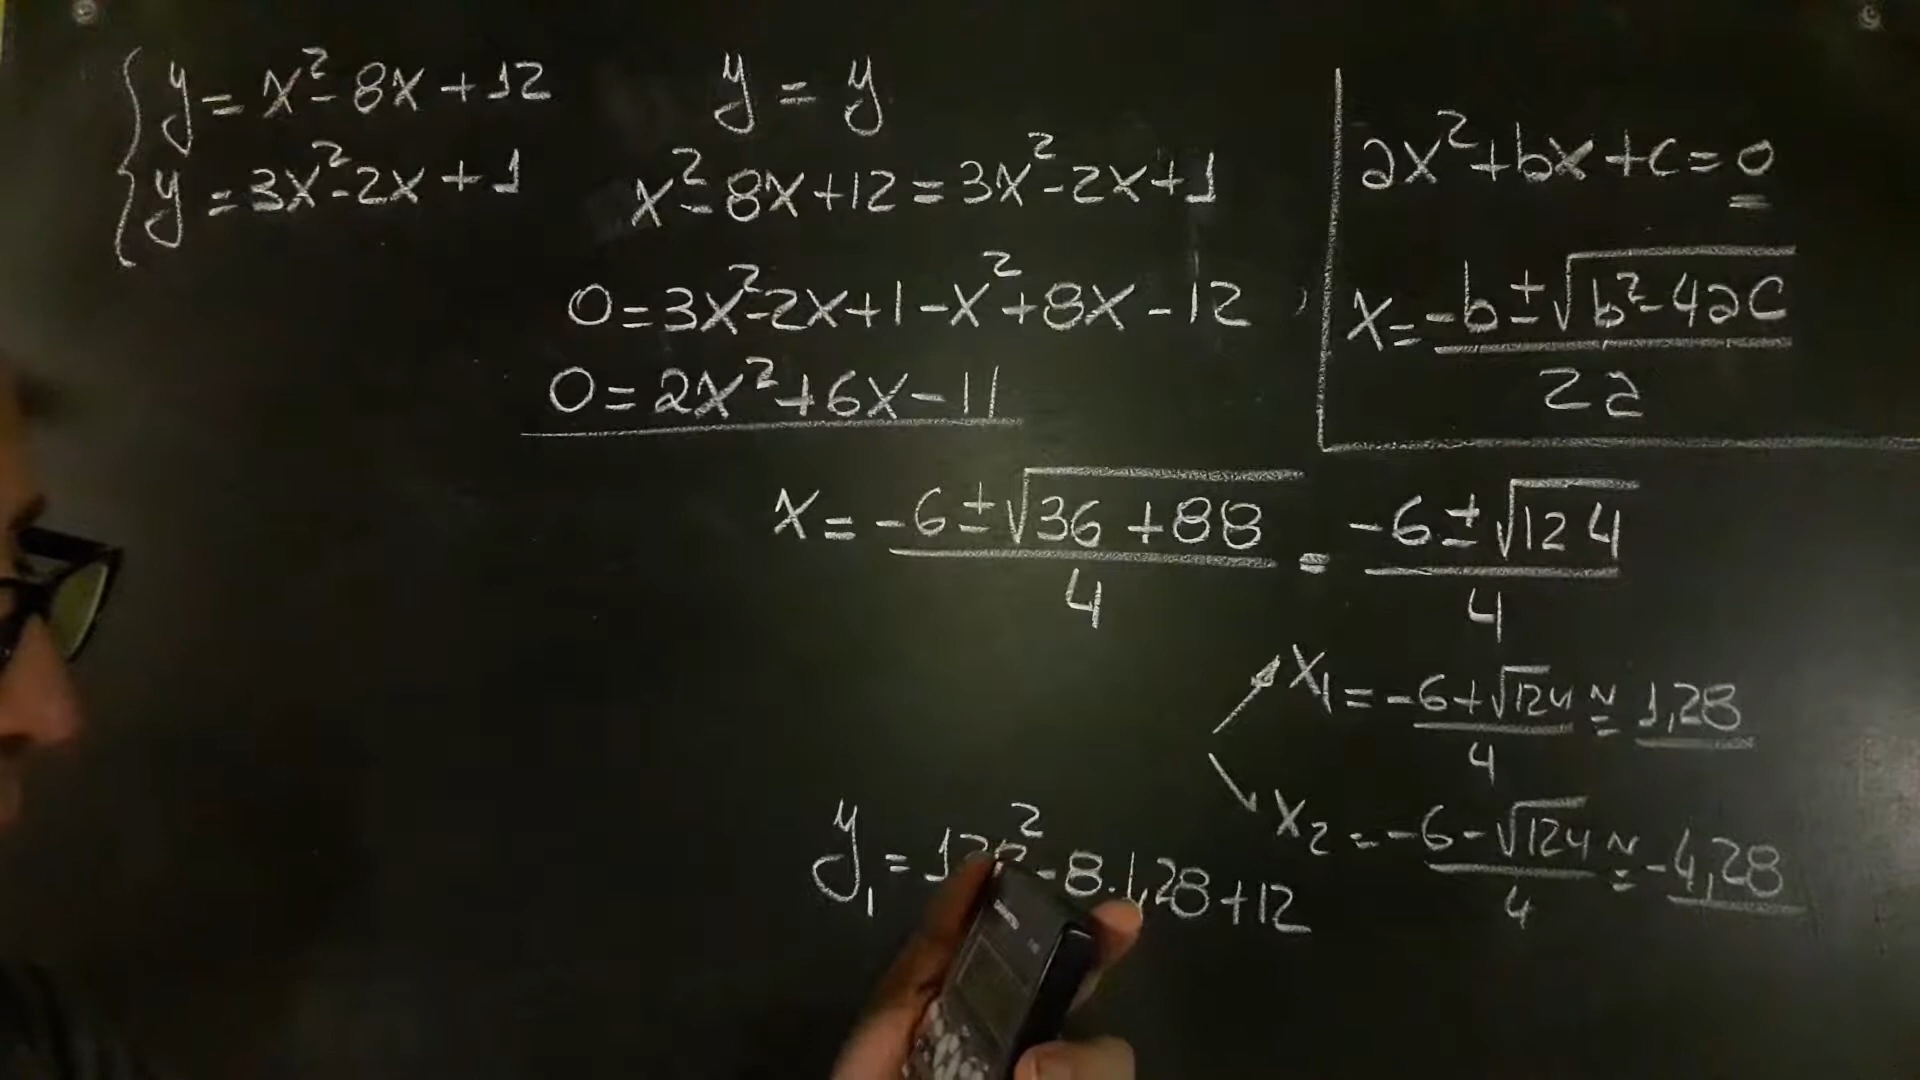 y = x² - 8x + 12
y = 3x² - 2x + 1
y = y
x² - 8x + 12 = 3x² - 2x + 1
0 = 3x² - 2x + 1 - x² + 8x - 12
0 = 2x² + 6x - 11
ax² + bx + c = 0
x = (-b ± √(b² - 4ac)) / 2a
x = (-6 ± √(36 + 88)) / 4 = (-6 ± √124) / 4
x₁ = (-6 + √124) / 4 ≃ 1,28
x₂ = (-6 - √124) / 4 ≃ -4,28
y₁ = 1,28² - 8.1,28 + 12